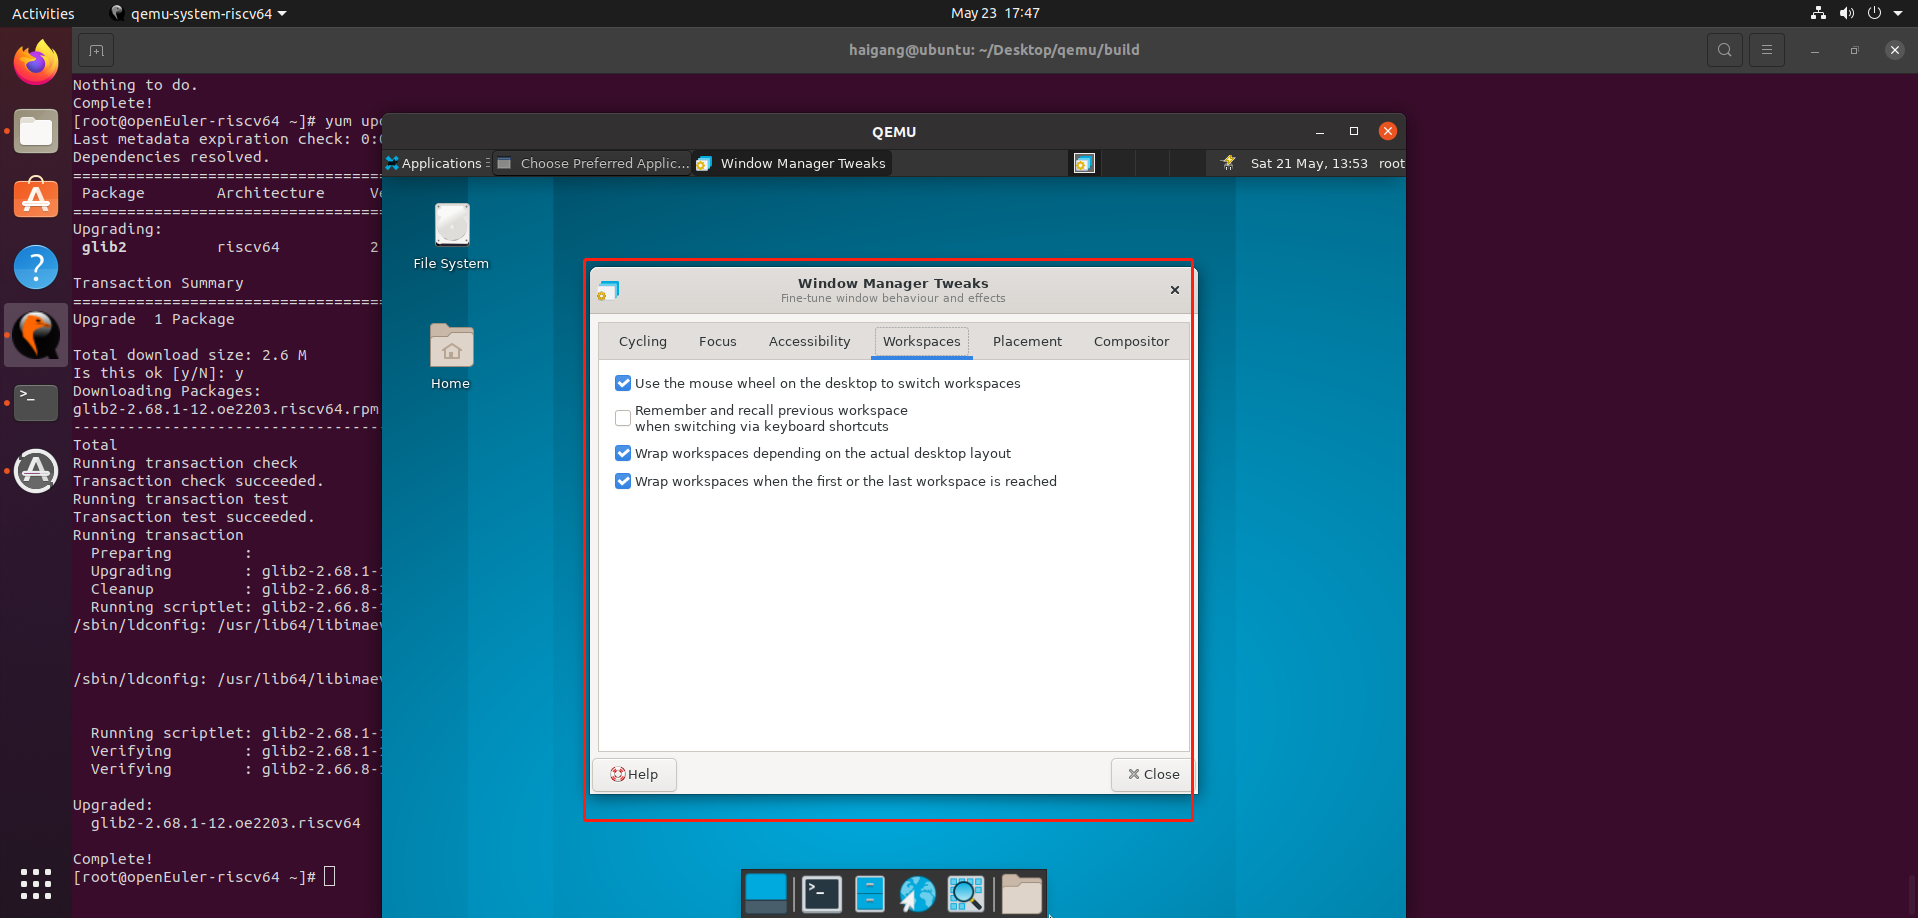 Activities
qemu-system-riscv64
May 23 17:47
haigang@ubuntu: ~/Desktop/qemu/build
Nothing to do.
Complete!
[root@openEuler-riscv64 ~]# yum upd
Last metadata expiration check: 0:
Dependencies resolved.
================================
Package Architecture Ve
================================
Upgrading:
glib2 riscv64 2
Transaction Summary
================================
Upgrade 1 Package
Total download size: 2.6 M
Is this ok [y/N]: y
Downloading Packages:
glib2-2.68.1-12.oe2203.riscv64.rpm
--------------------------------
Total
Running transaction check
Transaction check succeeded.
Running transaction test
Transaction test succeeded.
Running transaction
Preparing :
Upgrading : glib2-2.68.1-
Cleanup : glib2-2.66.8-
Running scriptlet: glib2-2.66.8-
/sbin/ldconfig: /usr/lib64/libimaev
/sbin/ldconfig: /usr/lib64/libimaev
Running scriptlet: glib2-2.68.1-
Verifying : glib2-2.68.1-
Verifying : glib2-2.66.8-
Upgraded:
glib2-2.68.1-12.oe2203.riscv64
Complete!
[root@openEuler-riscv64 ~]#
QEMU
Applications
Choose Preferred Applic...
Window Manager Tweaks
Sat 21 May, 13:53
root
File System
Home
Window Manager Tweaks
Fine-tune window behaviour and effects
Cycling
Focus
Accessibility
Workspaces
Placement
Compositor
Use the mouse wheel on the desktop to switch workspaces
Remember and recall previous workspace
when switching via keyboard shortcuts
Wrap workspaces depending on the actual desktop layout
Wrap workspaces when the first or the last workspace is reached
Help
Close